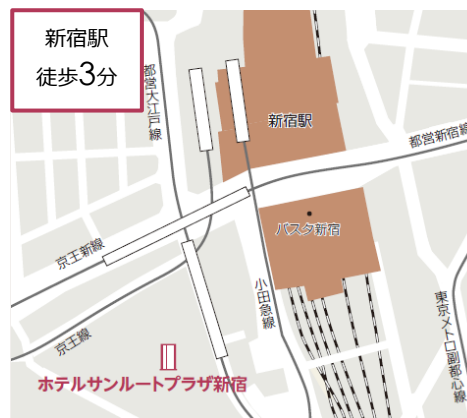 新宿駅
徒歩3分
都営大江戸線
新宿駅
都営新宿線
バスタ新宿
京王新線
小田急線
京王線
東京メトロ副都心線
ホテルサンルートプラザ新宿